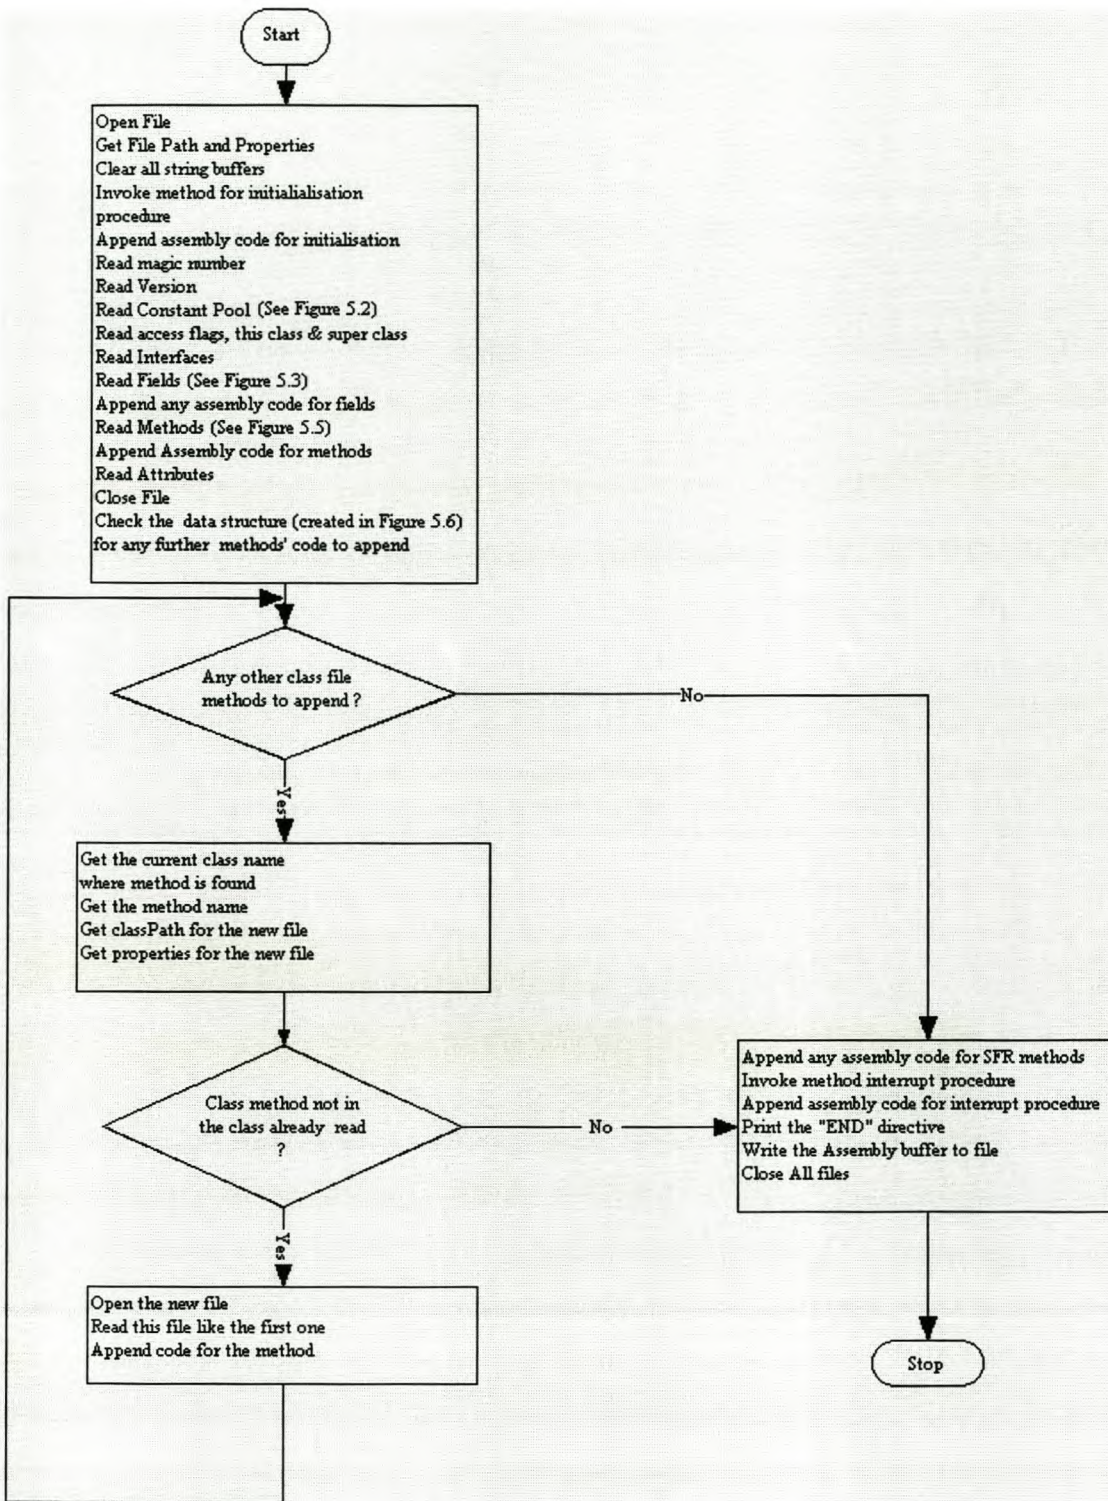 Start
Open File
Get File Path and Properties
Clear all string buffers
Invoke method for initialialisation
procedure
Append assembly code for initialisation
Read magic number
Read Version
Read Constant Pool (See Figure 5.2)
Read access flags, this class & super class
Read Interfaces
Read Fields (See Figure 5.3)
Append any assembly code for fields
Read Methods (See Figure 5.5)
Append Assembly code for methods
Read Attributes
Close File
Check the data structure (created in Figure 5.6)
for any further methods' code to append
Any other class file
methods to append ?
No
Yes
Get the current class name
where method is found
Get the method name
Get classPath for the new file
Get properties for the new file
Class method not in
the class already read
?
No
Append any assembly code for SFR methods
Invoke method interrupt procedure
Append assembly code for interrupt procedure
Print the "END" directive
Write the Assembly buffer to file
Close All files
Yes
Open the new file
Read this file like the first one
Append code for the method
Stop